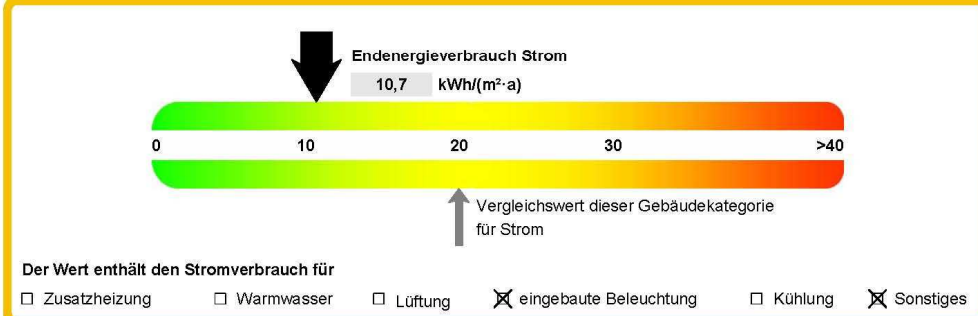 Endenergieverbrauch Strom
10,7 kWh/(m²·a)
0 10 20 30 >40
Vergleichswert dieser Gebäudekategorie
für Strom
Der Wert enthält den Stromverbrauch für
☐ Zusatzheizung ☐ Warmwasser ☐ Lüftung ☒ eingebaute Beleuchtung ☐ Kühlung ☒ Sonstiges